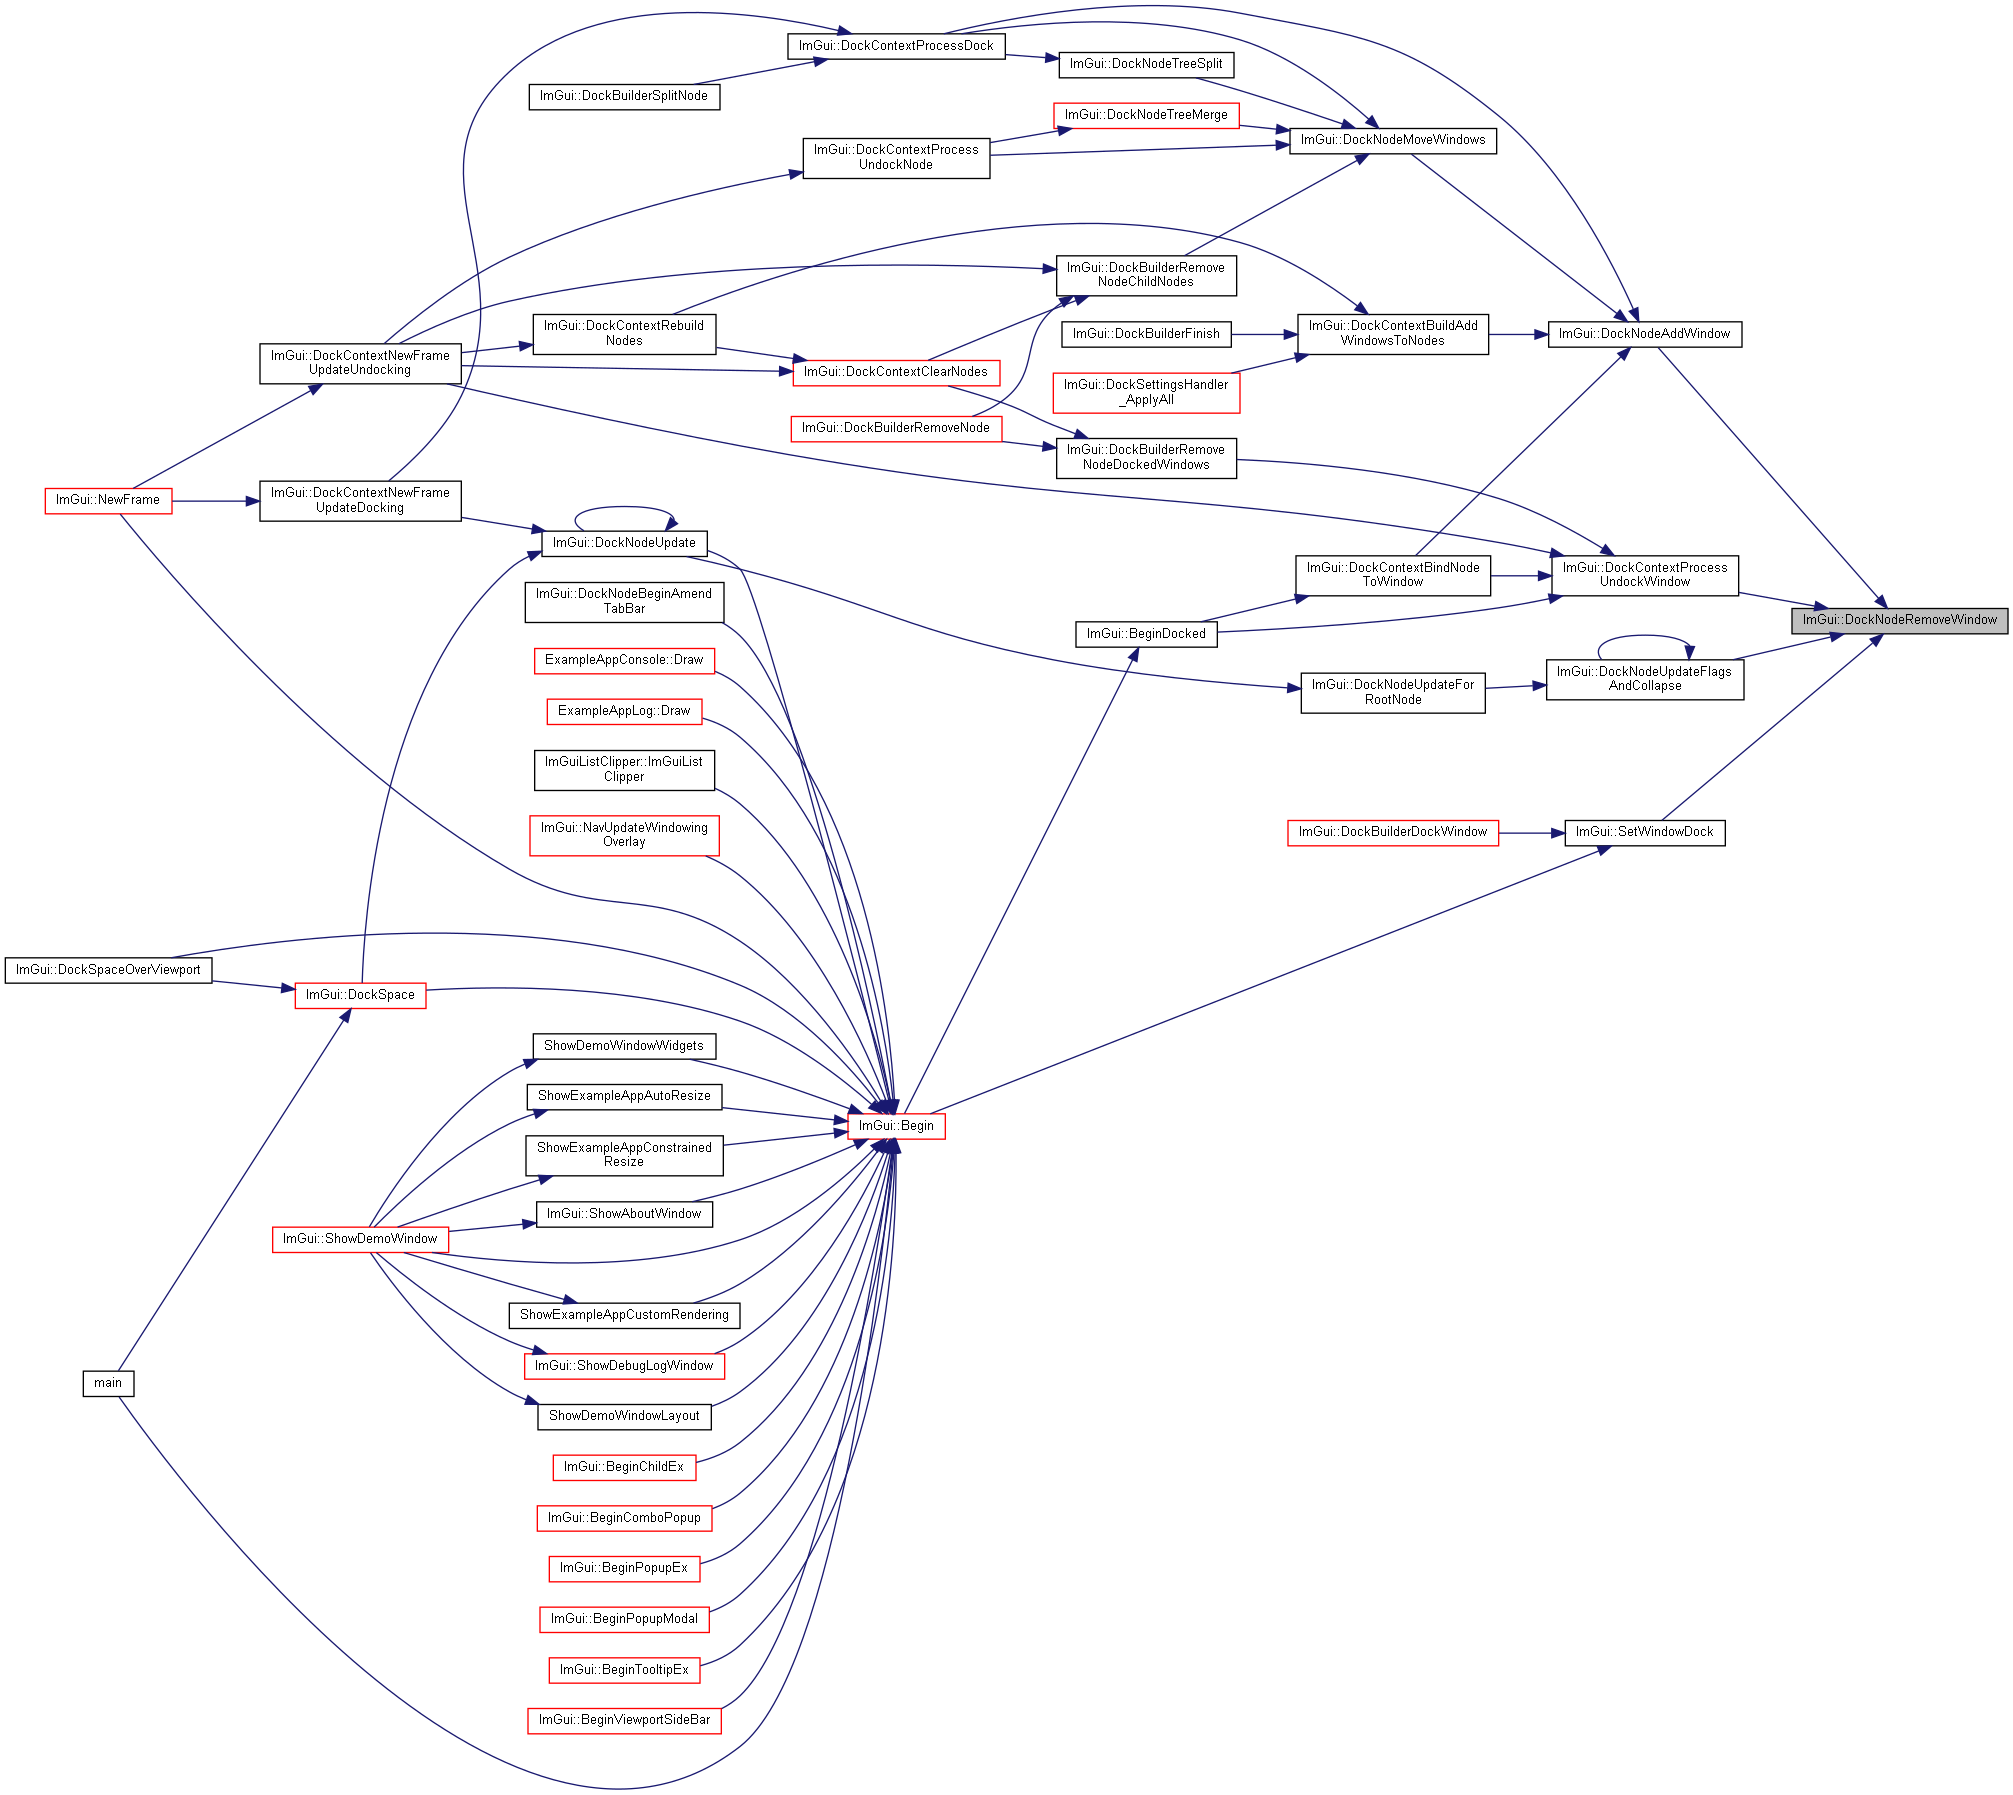 ImGui::DockContextProcessDock
ImGui::DockNodeTreeSplit
ImGui::DockBuilderSplitNode
ImGui::DockNodeTreeMerge
ImGui::DockNodeMoveWindows
ImGui::DockContextProcess
UndockNode
ImGui::DockBuilderRemove
NodeChildNodes
ImGui::DockContextRebuild
Nodes
ImGui::DockBuilderFinish
ImGui::DockContextBuildAdd
WindowsToNodes
ImGui::DockNodeAddWindow
ImGui::DockContextNewFrame
UpdateUndocking
ImGui::DockContextClearNodes
ImGui::DockSettingsHandler
_ApplyAll
ImGui::DockBuilderRemoveNode
ImGui::DockBuilderRemove
NodeDockedWindows
ImGui::NewFrame
ImGui::DockContextNewFrame
UpdateDocking
ImGui::DockNodeUpdate
ImGui::DockContextBindNode
ToWindow
ImGui::DockContextProcess
UndockWindow
ImGui::DockNodeBeginAmend
TabBar
ImGui::DockNodeRemoveWindow
ImGui::BeginDocked
ExampleAppConsole::Draw
ImGui::DockNodeUpdateFor
RootNode
ImGui::DockNodeUpdateFlags
AndCollapse
ExampleAppLog::Draw
ImGuiListClipper::ImGuiList
Clipper
ImGui::NavUpdateWindowing
Overlay
ImGui::DockBuilderDockWindow
ImGui::SetWindowDock
ImGui::DockSpaceOverViewport
ImGui::DockSpace
ShowDemoWindowWidgets
ShowExampleAppAutoResize
ImGui::Begin
ShowExampleAppConstrained
Resize
ImGui::ShowAboutWindow
ImGui::ShowDemoWindow
ShowExampleAppCustomRendering
ImGui::ShowDebugLogWindow
main
ShowDemoWindowLayout
ImGui::BeginChildEx
ImGui::BeginComboPopup
ImGui::BeginPopupEx
ImGui::BeginPopupModal
ImGui::BeginTooltipEx
ImGui::BeginViewportSideBar